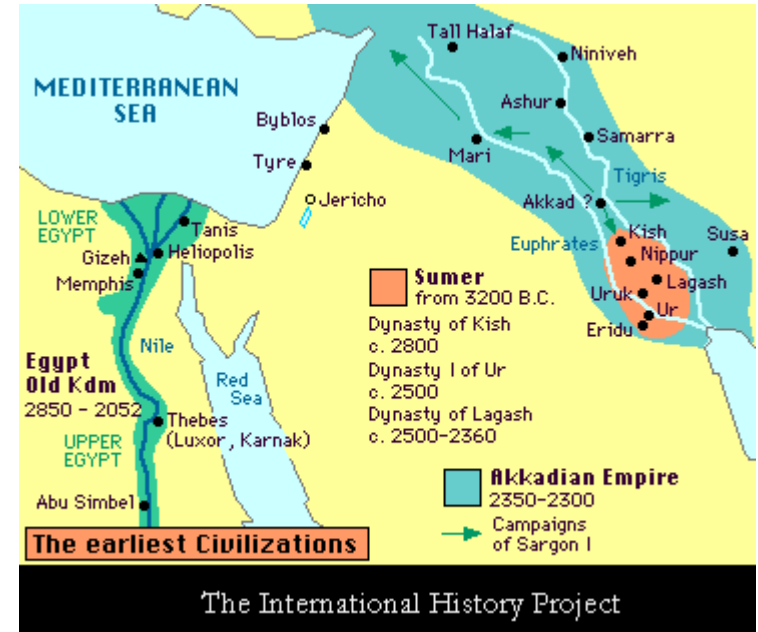 Tall Halaf
Niniveh
MEDITERRANEAN
SEA
Ashur
Byblos
Samarra
Mari
Tyre
Tigris
Jericho
Akkad ?
LOWER
EGYPT
Tanis
Kish
Susa
Euphrates
Heliopolis
Nippur
Gizeh
Memphis
Lagash
Uruk
Ur
Eridu
Sumer
from 3200 B.C.
Dynasty of Kish
c. 2800
Dynasty I of Ur
c. 2500
Dynasty of Lagash
c. 2500-2360
Nile
Egypt
Old Kdm
2850 - 2052
Red
Sea
Thebes
(Luxor, Karnak)
UPPER
EGYPT
Abu Simbel
Akkadian Empire
2350-2300
Campaigns
of Sargon I
The earliest Civilizations
The International History Project